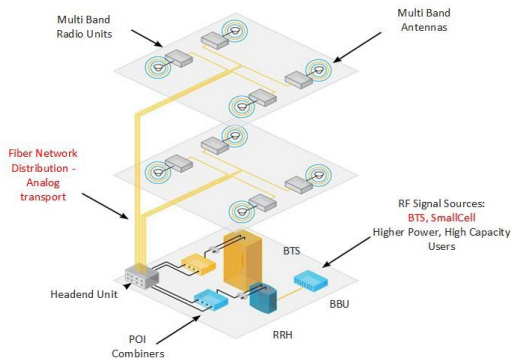 Multi Band
Radio Units
Multi Band
Antennas
Fiber Network
Distribution -
Analog
transport
RF Signal Sources:
BTS, SmallCell
Higher Power, High Capacity
Users
BTS
Headend Unit
BBU
RRH
POI
Combiners